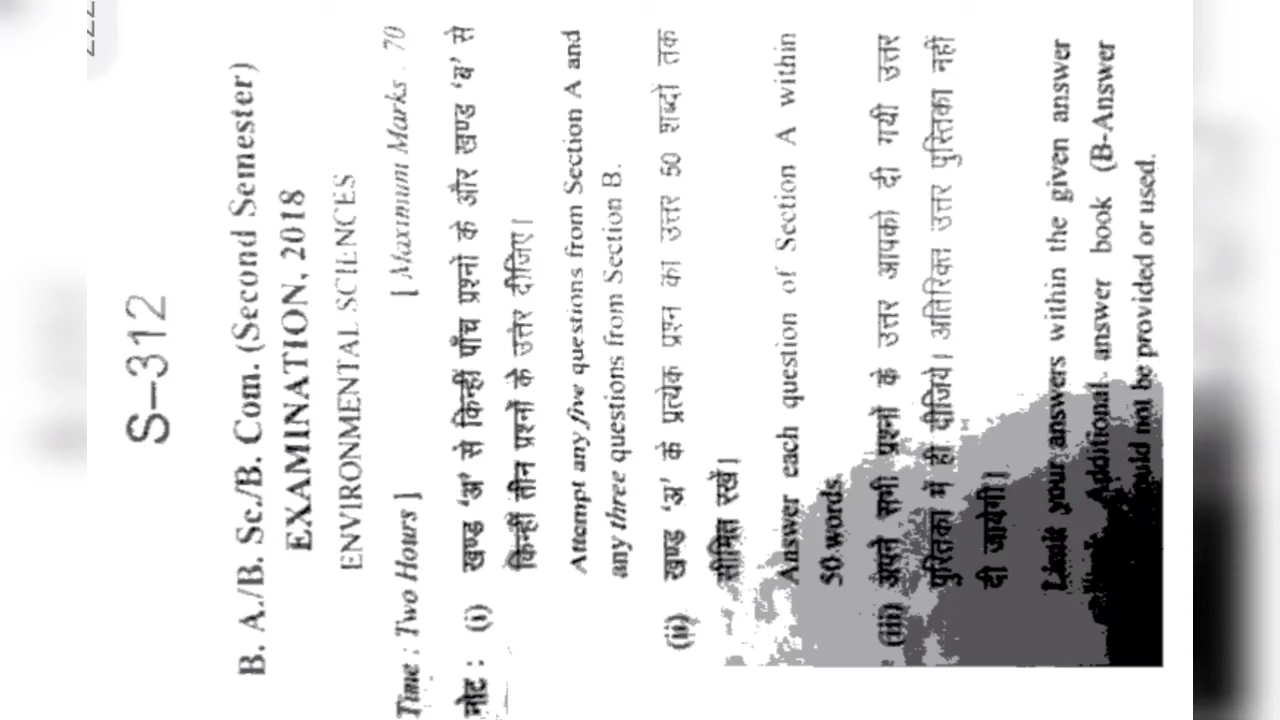 S–312
B. A./B. Sc./B. Com. (Second Semester)
EXAMINATION, 2018
ENVIRONMENTAL SCIENCES
Time : Two Hours ] [ Maximum Marks : 70
नोट : (i) खण्ड ‘अ’ से किन्हीं पाँच प्रश्नों के और खण्ड ‘ब’ से
किन्हीं तीन प्रश्नों के उत्तर दीजिए।
Attempt any five questions from Section A and
any three questions from Section B.
(ii) खण्ड ‘अ’ के प्रत्येक प्रश्न का उत्तर 50 शब्दों तक
सीमित रखें।
Answer each question of Section A within
50 words.
(iii) अपने सभी प्रश्नों के उत्तर आपको दी गयी उत्तर
पुस्तिका में ही दीजिये। अतिरिक्त उत्तर पुस्तिका नहीं
दी जायेगी।
Limit your answers within the given answer
answer book (B-Answer
not be provided or used.